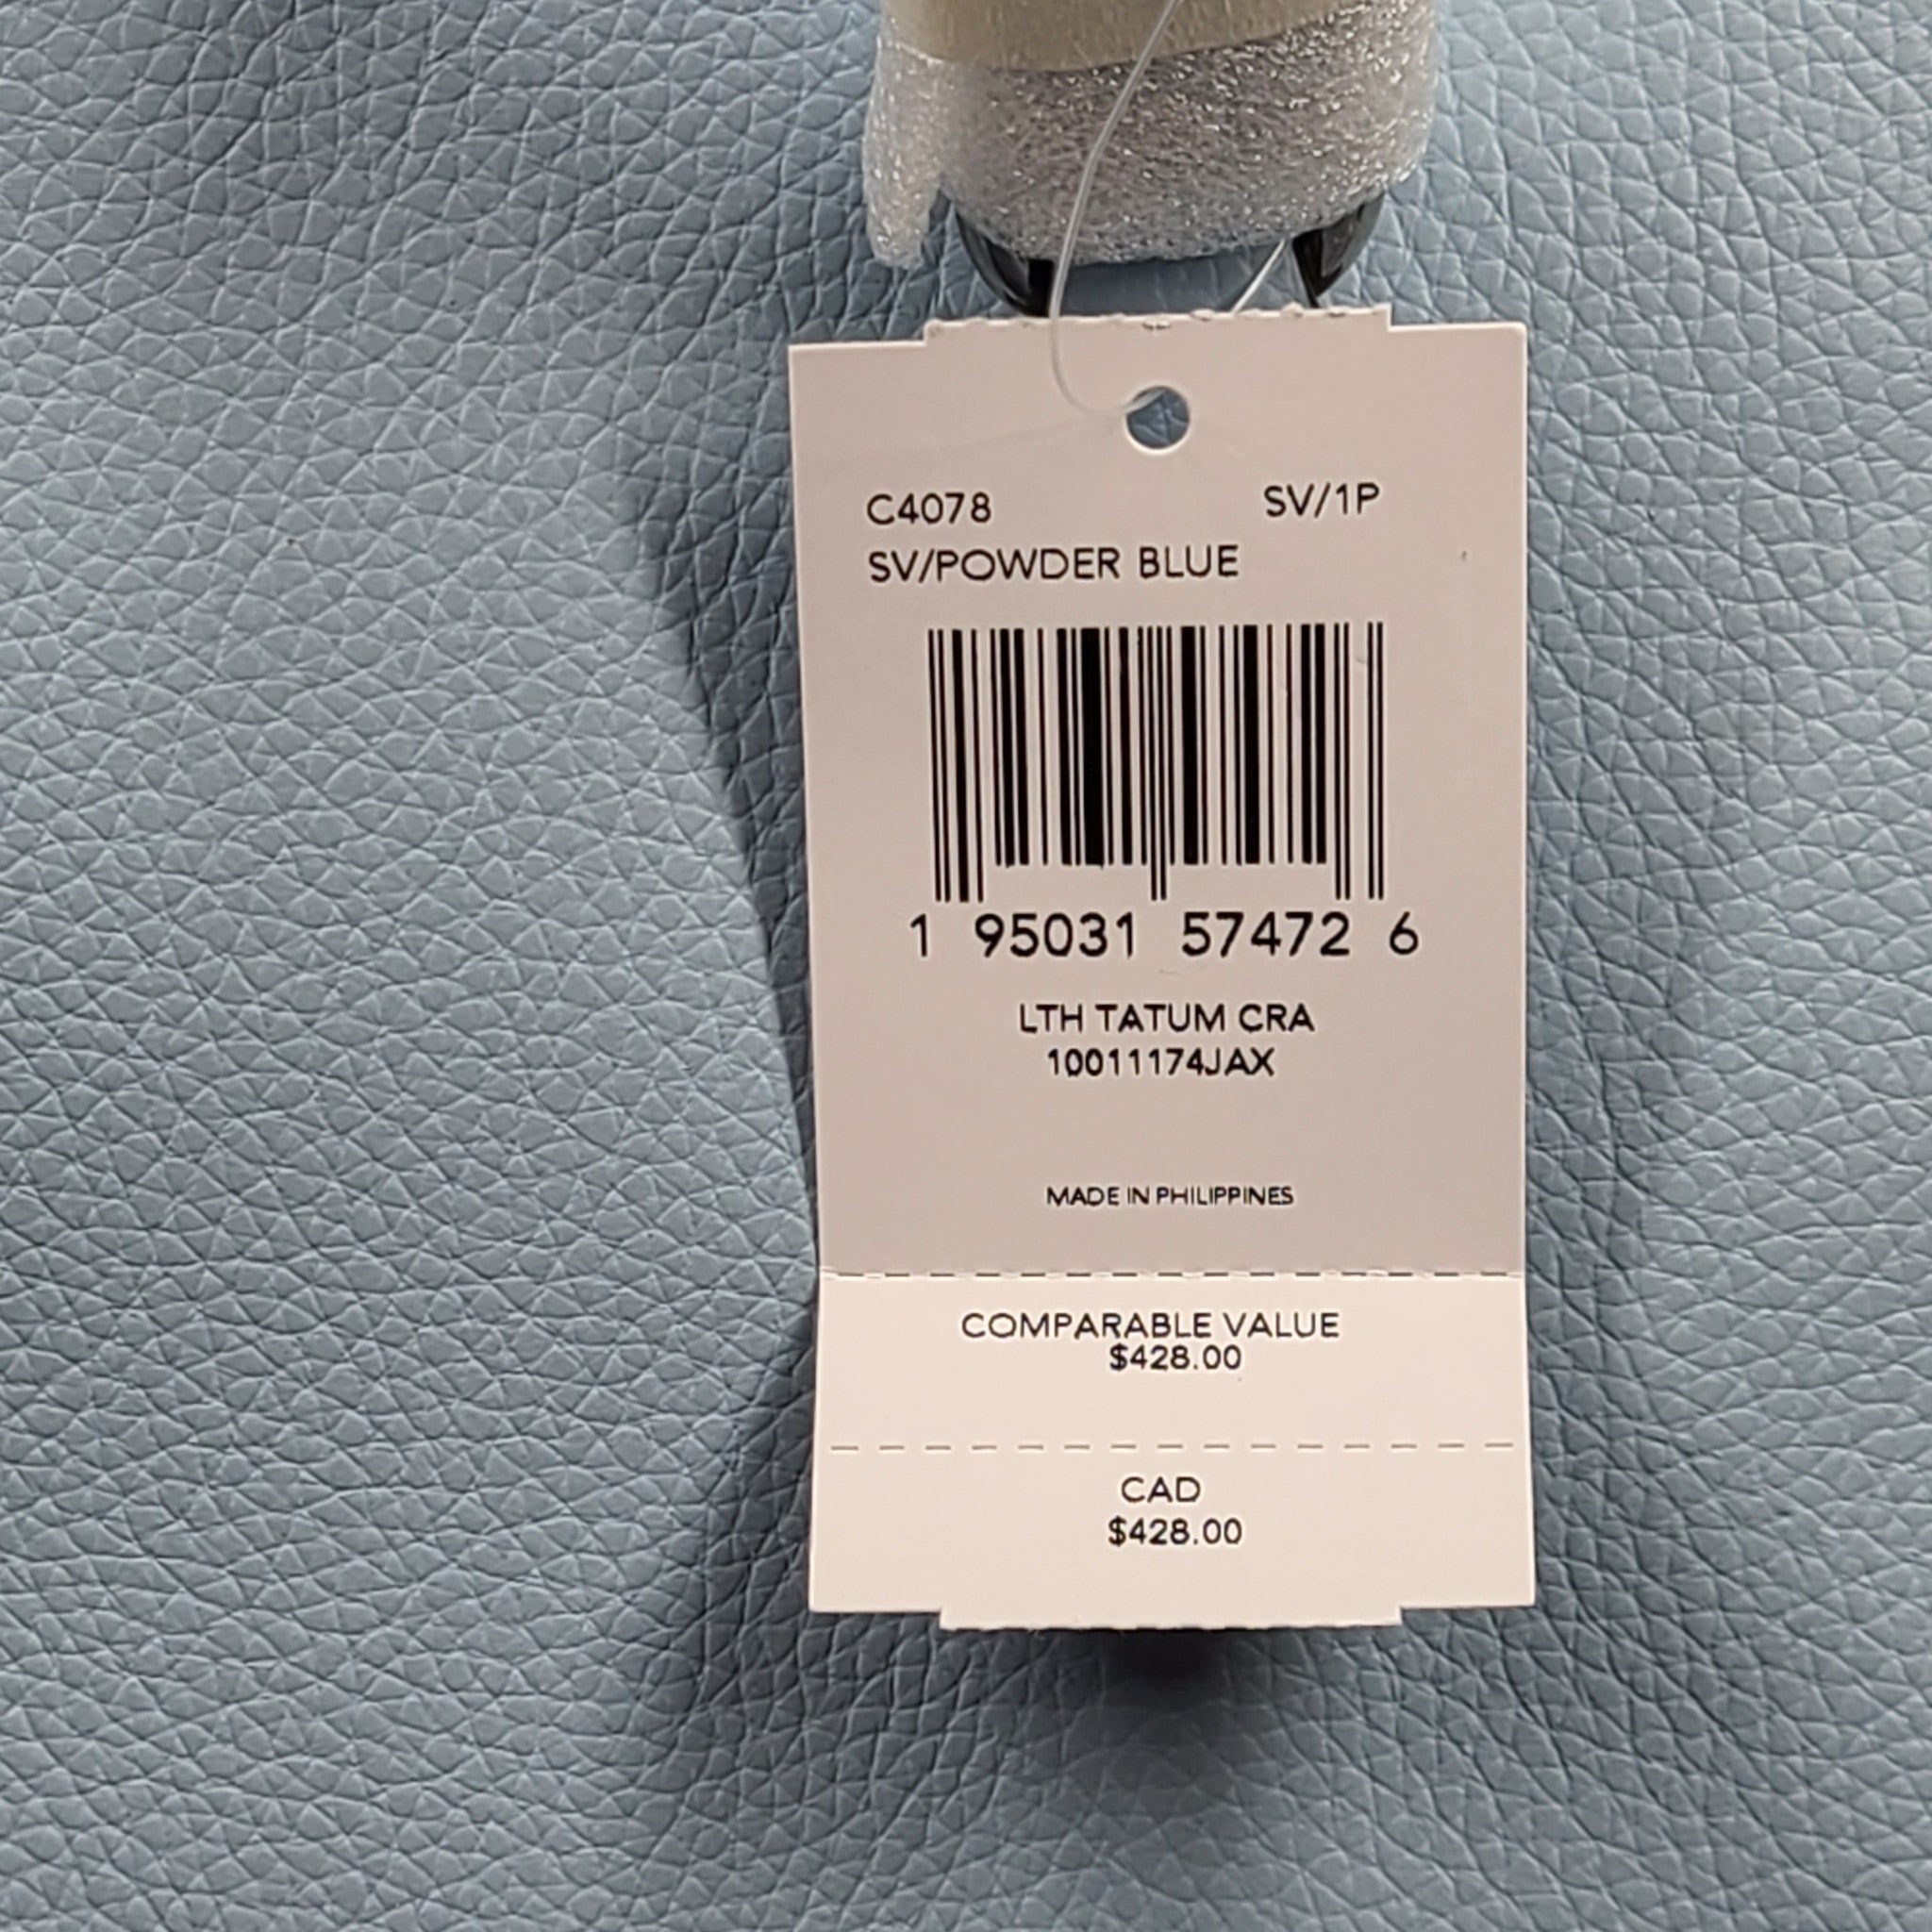 C4078 SV/1P
SV/POWDER BLUE
1 95031 57472 6
LTH TATUM CRA
10011174JAX
MADE IN PHILIPPINES
COMPARABLE VALUE
$428.00
CAD
$428.00